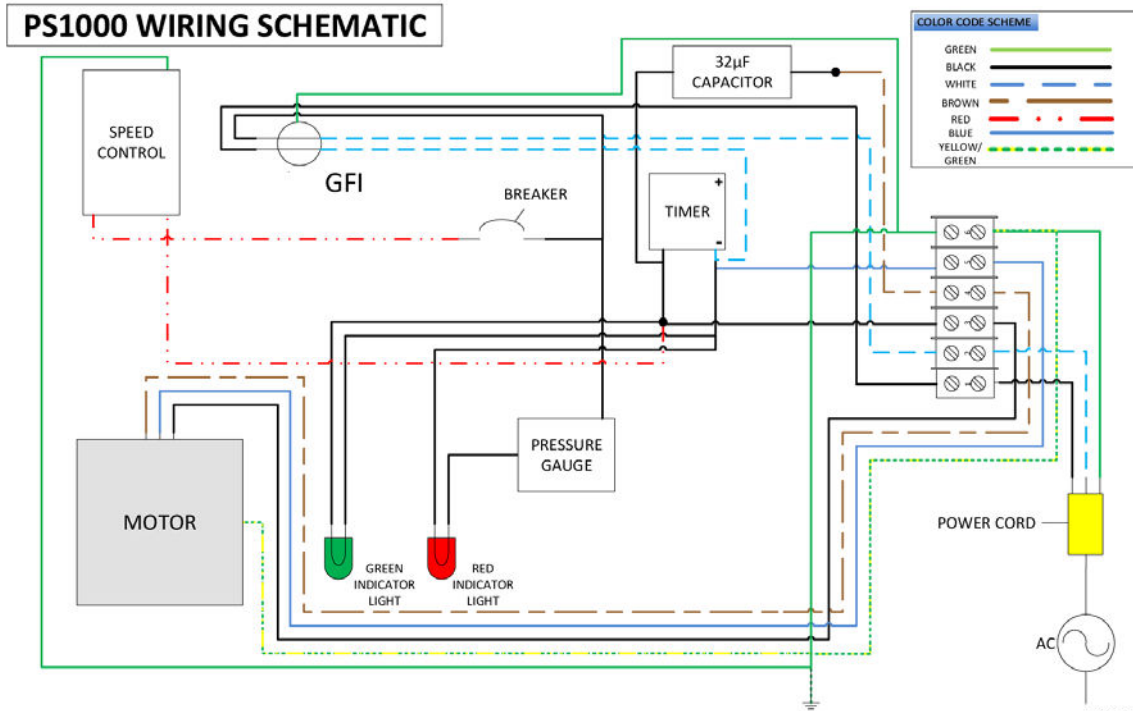 PS1000 WIRING SCHEMATIC
COLOR CODE SCHEME
GREEN
BLACK
WHITE
BROWN
RED
BLUE
YELLOW/
GREEN
32µF
CAPACITOR
SPEED
CONTROL
GFI
BREAKER
TIMER
+
-
PRESSURE
GAUGE
MOTOR
GREEN
INDICATOR
LIGHT
RED
INDICATOR
LIGHT
POWER CORD
AC